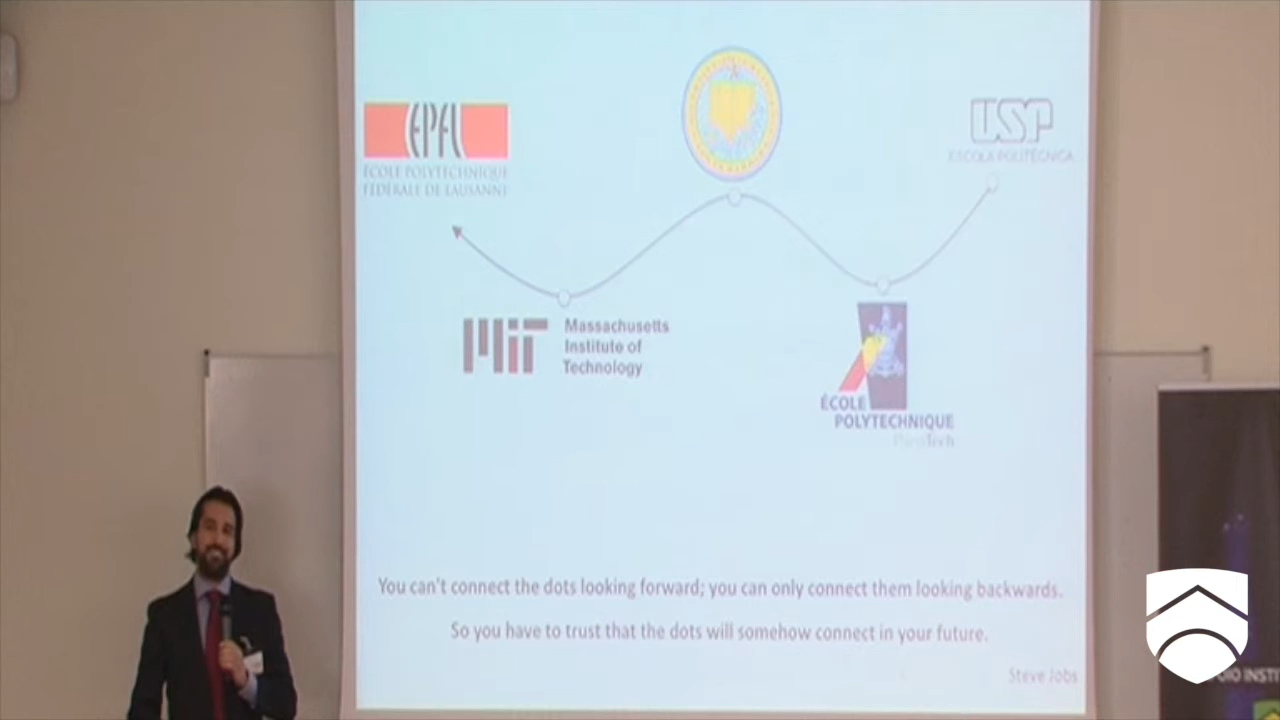 EPFL
ÉCOLE POLYTECHNIQUE
FÉDÉRALE DE LAUSANNE
USP
ESCOLA POLITÉCNICA
Massachusetts
Institute of
Technology
MIT
ÉCOLE
POLYTECHNIQUE
ParisTech
You can't connect the dots looking forward; you can only connect them looking backwards.
So you have to trust that the dots will somehow connect in your future.
Steve Jobs